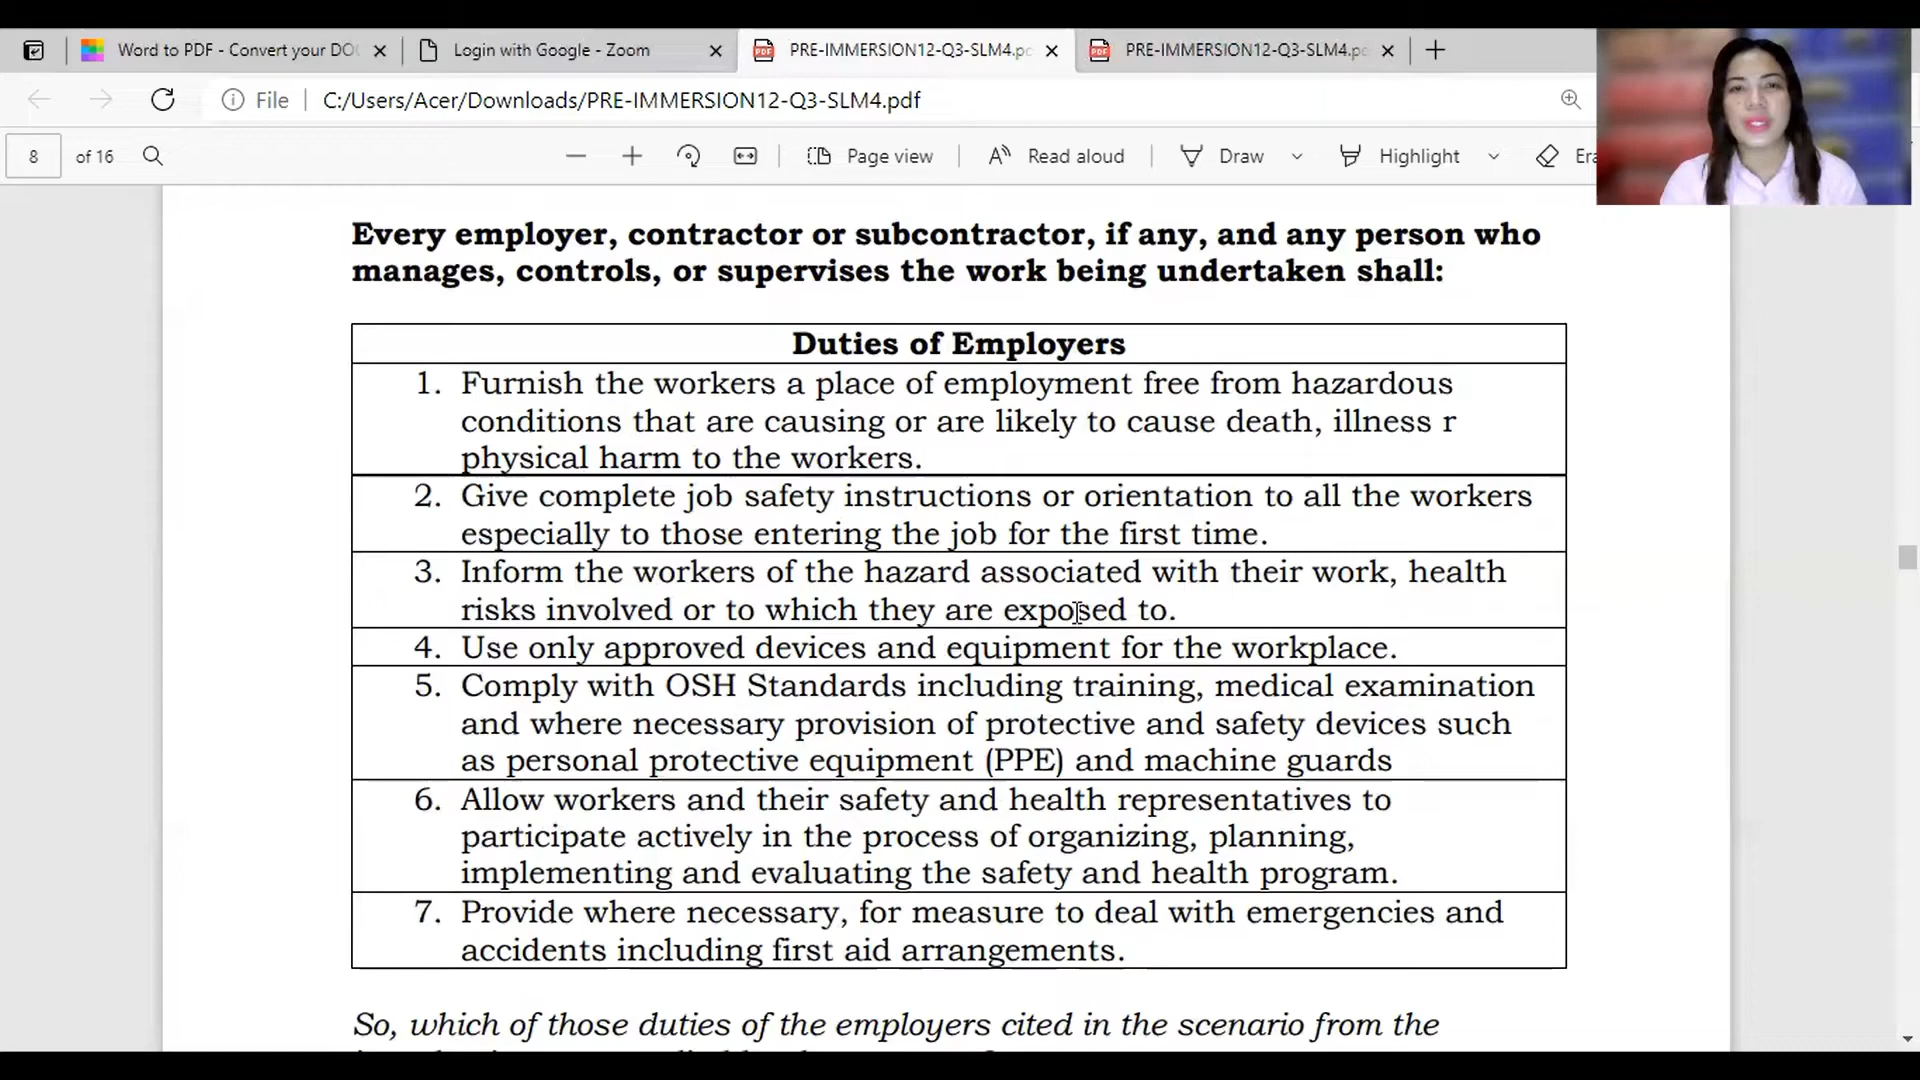 Word to PDF - Convert your DO
Login with Google - Zoom
PRE-IMMERSION12-Q3-SLM4.pd
PRE-IMMERSION12-Q3-SLM4.pd
File
C:/Users/Acer/Downloads/PRE-IMMERSION12-Q3-SLM4.pdf
8 of 16
Page view
Read aloud
Draw
Highlight
Era
Every employer, contractor or subcontractor, if any, and any person who
manages, controls, or supervises the work being undertaken shall:
Duties of Employers
1. Furnish the workers a place of employment free from hazardous
conditions that are causing or are likely to cause death, illness r
physical harm to the workers.
2. Give complete job safety instructions or orientation to all the workers
especially to those entering the job for the first time.
3. Inform the workers of the hazard associated with their work, health
risks involved or to which they are exposed to.
4. Use only approved devices and equipment for the workplace.
5. Comply with OSH Standards including training, medical examination
and where necessary provision of protective and safety devices such
as personal protective equipment (PPE) and machine guards
6. Allow workers and their safety and health representatives to
participate actively in the process of organizing, planning,
implementing and evaluating the safety and health program.
7. Provide where necessary, for measure to deal with emergencies and
accidents including first aid arrangements.
So, which of those duties of the employers cited in the scenario from the